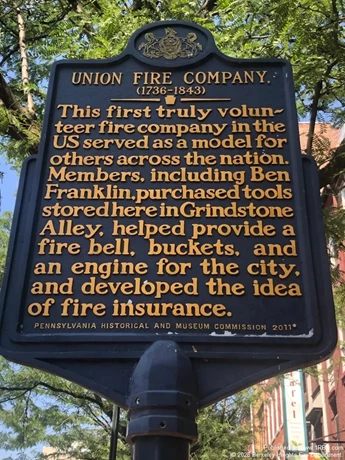 UNION FIRE COMPANY.
(1736-1843)
This first truly volun-
teer fire company in the
US served as a model for
others across the nation.
Members, including Ben
Franklin, purchased tools
stored here in Grindstone
Alley, helped provide a
fire bell, buckets, and
an engine for the city,
and developed the idea
of fire insurance.
PENNSYLVANIA HISTORICAL AND MUSEUM COMMISSION 2011